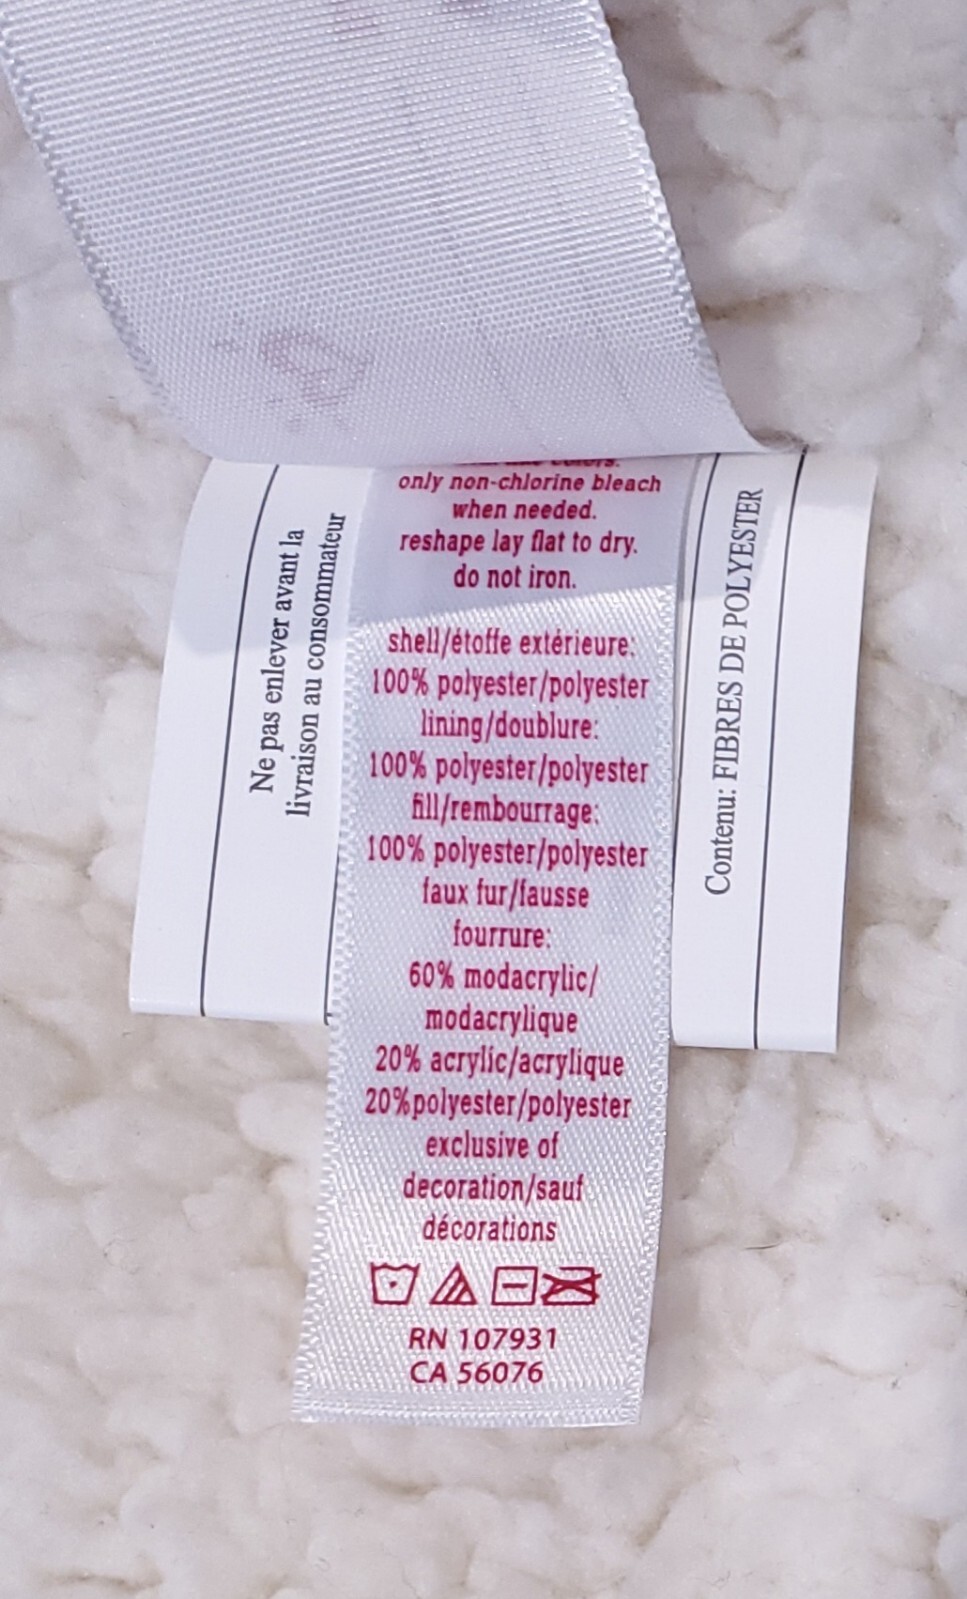 colors.
only non-chlorine bleach
when needed.
reshape lay flat to dry.
do not iron.
shell/étoffe extérieure:
100% polyester/polyester
lining/doublure:
100% polyester/polyester
fill/rembourrage:
100% polyester/polyester
faux fur/fausse
fourrure:
60% modacrylic/
modacrylique
20% acrylic/acrylique
20%polyester/polyester
exclusive of
decoration/sauf
décorations
RN 107931
CA 56076
Ne pas enlever avant la
livraison au consommateur
Contenu: FIBRES DE POLYESTER